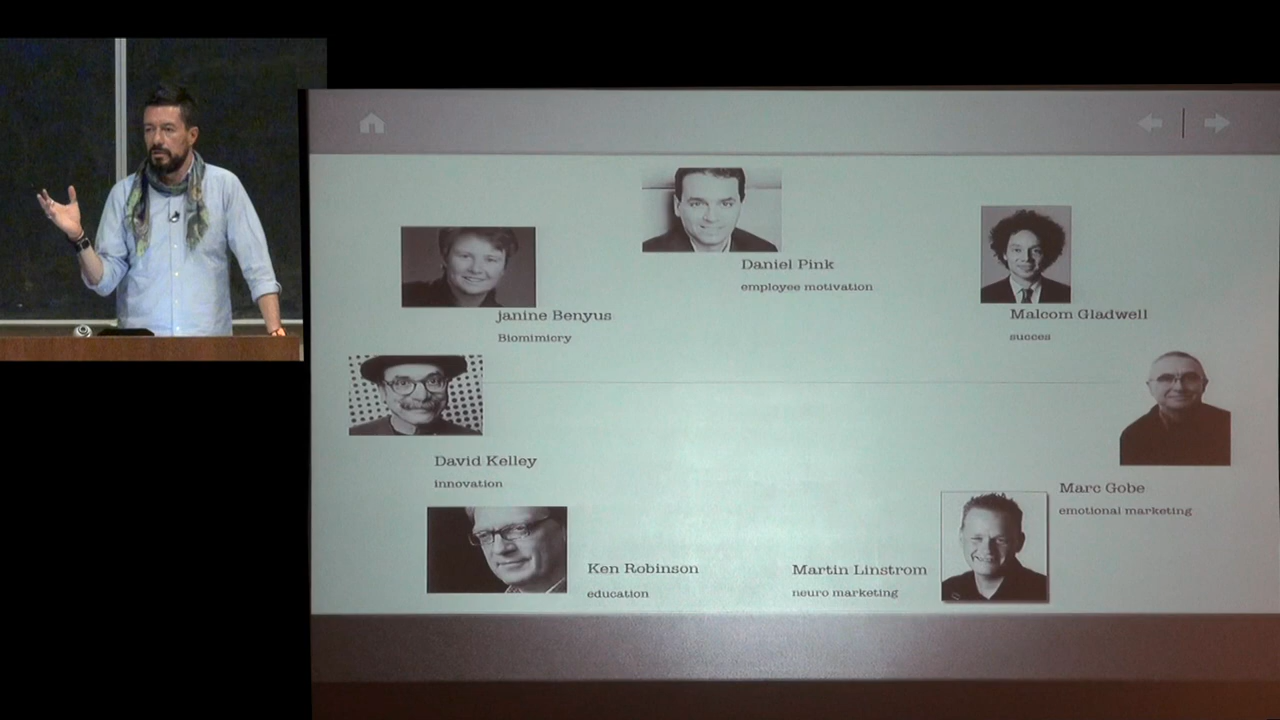 Daniel Pink
employee motivation
janine Benyus
Biomimicry
Malcom Gladwell
succes
David Kelley
innovation
Marc Gobe
emotional marketing
Ken Robinson
education
Martin Linstrom
neuro marketing